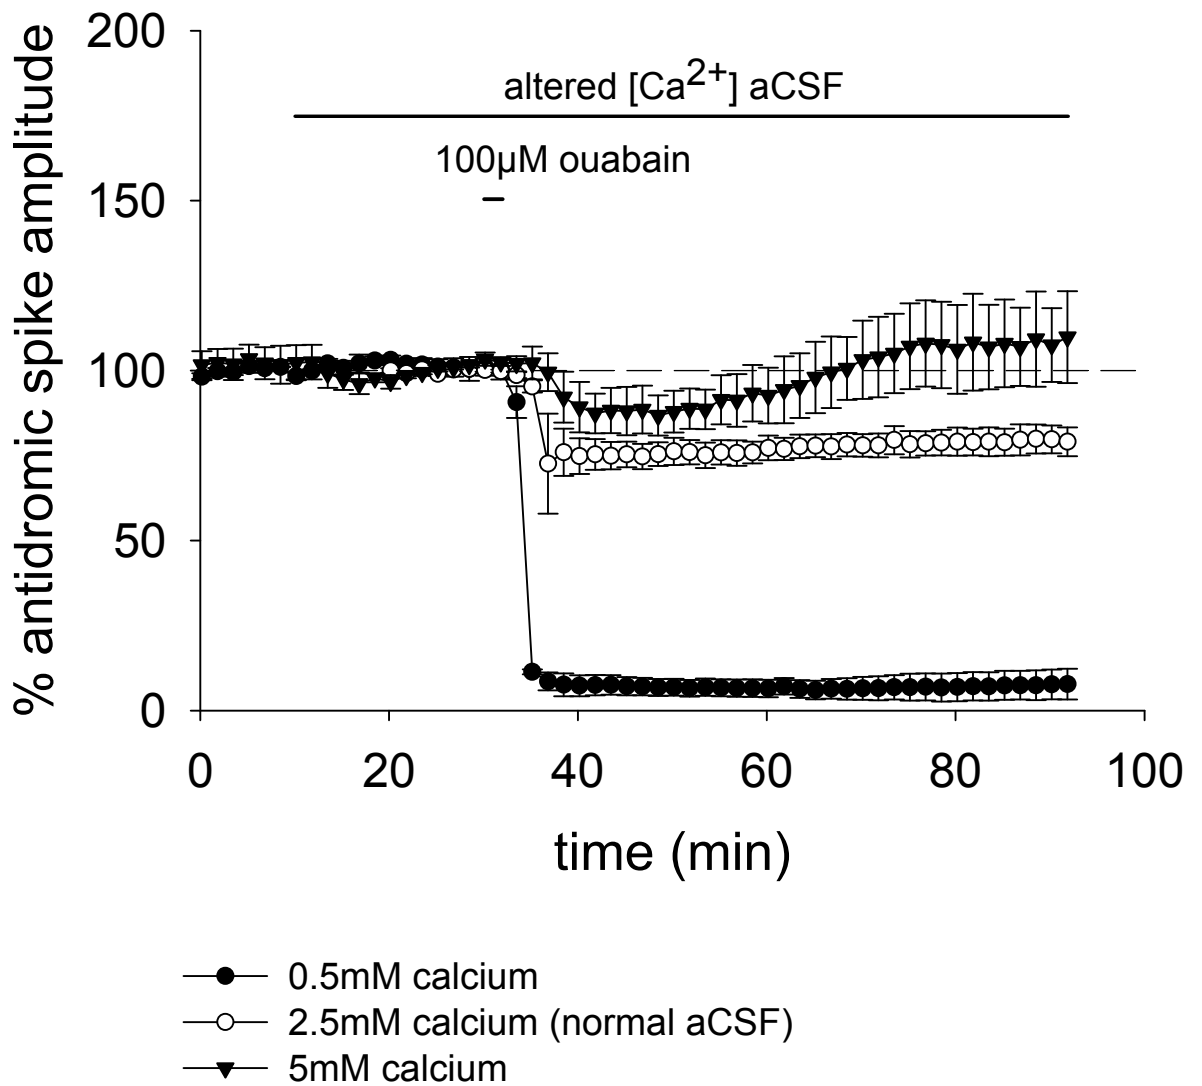 200
altered [Ca2+] aCSF
100µM ouabain
150
% antidromic spike amplitude
100
50
0
0 20 40 60 80 100
time (min)
0.5mM calcium
2.5mM calcium (normal aCSF)
5mM calcium